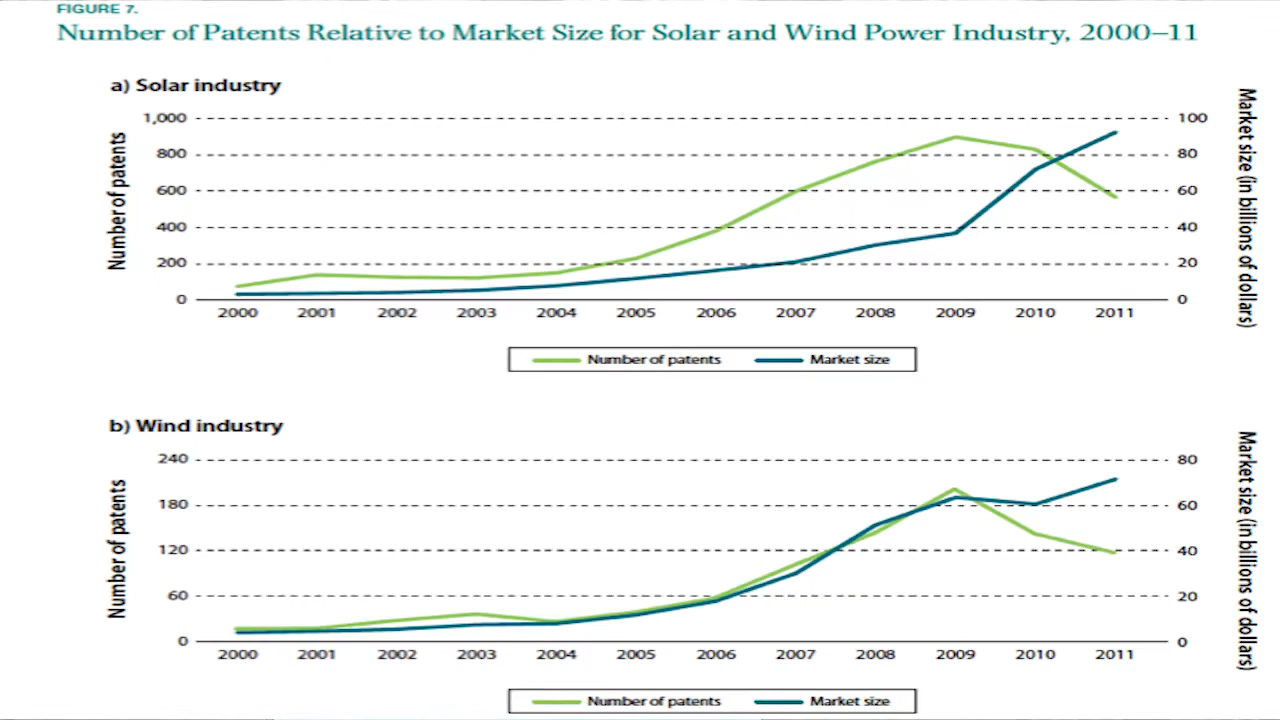 FIGURE 7.
Number of Patents Relative to Market Size for Solar and Wind Power Industry, 2000–11
a) Solar industry
Number of patents
Market size (in billions of dollars)
1,000 100
800 80
600 60
400 40
200 20
0 0
2000 2001 2002 2003 2004 2005 2006 2007 2008 2009 2010 2011
Number of patents Market size
b) Wind industry
Number of patents
Market size (in billions of dollars)
240 80
180 60
120 40
60 20
0 0
2000 2001 2002 2003 2004 2005 2006 2007 2008 2009 2010 2011
Number of patents Market size